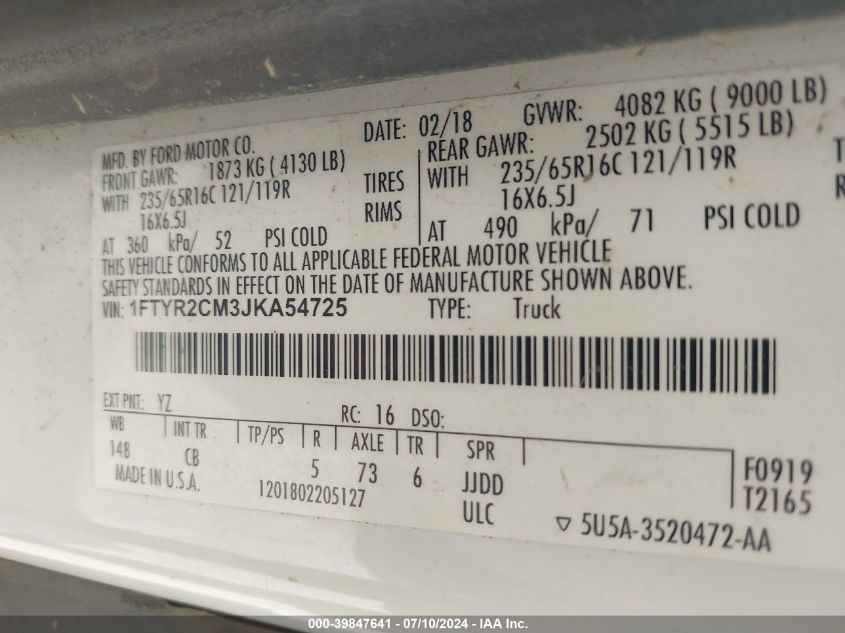 MFD. BY FORD MOTOR CO.
DATE: 02/18
GVWR: 4082 KG ( 9000 LB)
FRONT GAWR: 1873 KG ( 4130 LB)
REAR GAWR: 2502 KG ( 5515 LB)
WITH 235/65R16C 121/119R TIRES
WITH 235/65R16C 121/119R T
16X6.5J RIMS
16X6.5J R
AT 360 kPa/ 52 PSI COLD
AT 490 kPa/ 71 PSI COLD
THIS VEHICLE CONFORMS TO ALL APPLICABLE FEDERAL MOTOR VEHICLE
SAFETY STANDARDS IN EFFECT ON THE DATE OF MANUFACTURE SHOWN ABOVE.
VIN: 1FTYR2CM3JKA54725 TYPE: Truck
EXT PNT: YZ RC: 16 DSO:
WB INT TR TP/PS R AXLE TR SPR
148 CB 5 73 6 JJDD F0919
MADE IN U.S.A. 1201802205127 ULC T2165
▽ 5U5A-3520472-AA
000-39847641 - 07/10/2024 - IAA Inc.